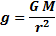 g = G M / r²